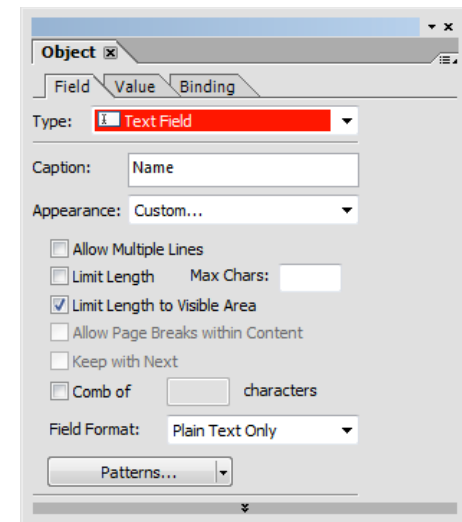 Object
Field Value Binding
Type: Text Field
Caption: Name
Appearance: Custom...
Allow Multiple Lines
Limit Length Max Chars:
Limit Length to Visible Area
Allow Page Breaks within Content
Keep with Next
Comb of characters
Field Format: Plain Text Only
Patterns...